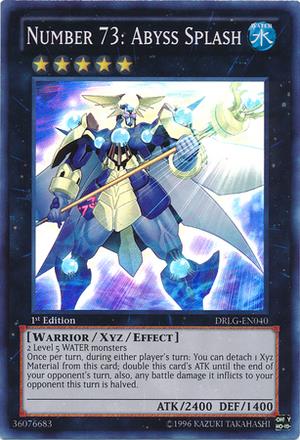 NUMBER 73: ABYSS SPLASH
WATER
水
73
1st Edition
DRLG-EN040
[WARRIOR / XYZ / EFFECT]
2 Level 5 WATER monsters
Once per turn, during either player's turn: You can detach 1 Xyz
Material from this card; double this card's ATK until the end of
your opponent's turn, also, any battle damage it inflicts to your
opponent this turn is halved.
ATK/2400 DEF/1400
36076683
©1996 KAZUKI TAKAHASHI